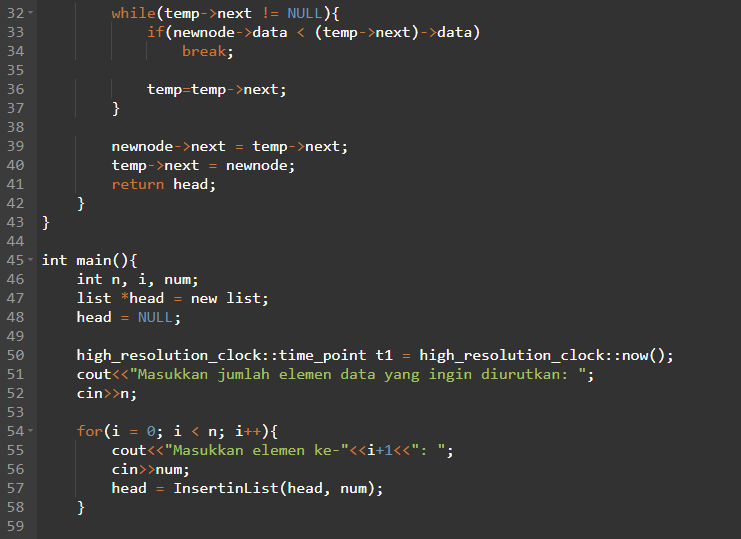 32 while(temp->next != NULL){
33 if(newnode->data < (temp->next)->data)
34 break;
35
36 temp=temp->next;
37 }
38
39 newnode->next = temp->next;
40 temp->next = newnode;
41 return head;
42 }
43 }
44
45 int main(){
46 int n, i, num;
47 list *head = new list;
48 head = NULL;
49
50 high_resolution_clock::time_point t1 = high_resolution_clock::now();
51 cout<<"Masukkan jumlah elemen data yang ingin diurutkan: ";
52 cin>>n;
53
54 for(i = 0; i < n; i++){
55 cout<<"Masukkan elemen ke-"<<i+1<<": ";
56 cin>>num;
57 head = InsertinList(head, num);
58 }
59